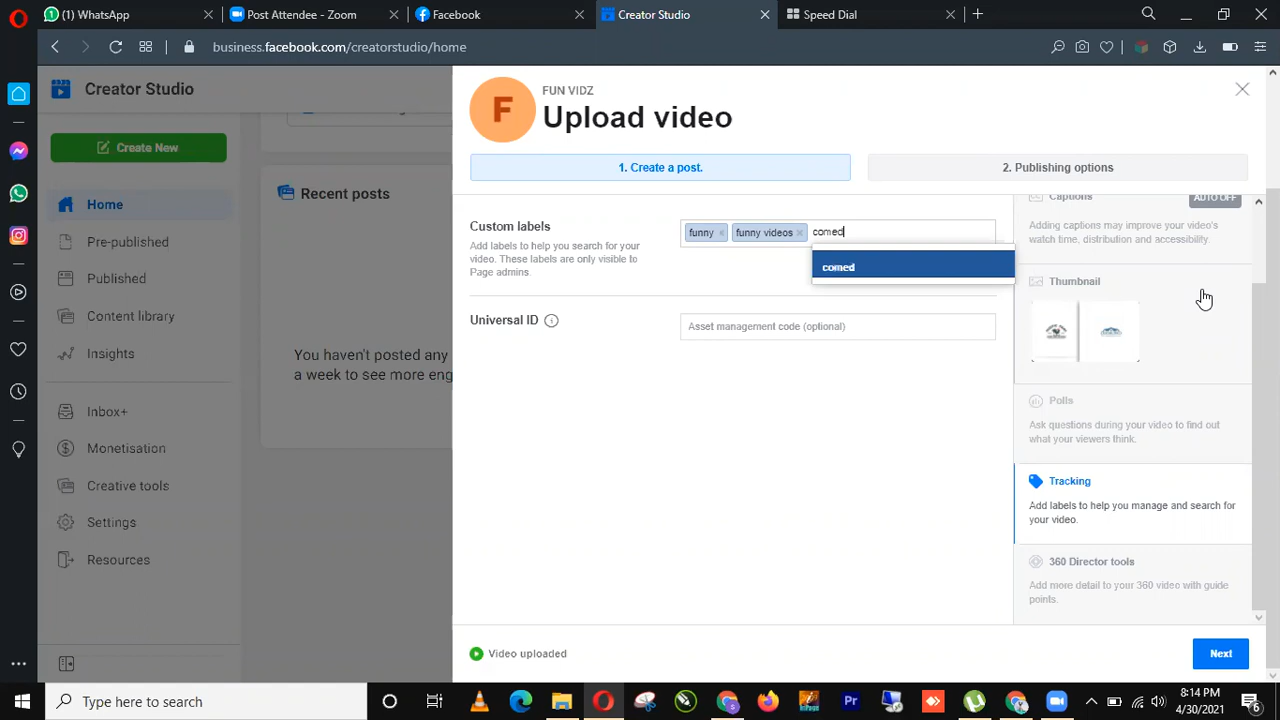 WhatsApp
Post Attendee - Zoom
Facebook
Creator Studio
Speed Dial
business.facebook.com/creatorstudio/home
Creator Studio
Create New
Home
Pre-published
Published
Content library
Insights
Inbox+
Monetisation
Creative tools
Settings
Resources
Recent posts
You haven't posted any
a week to see more eng
F
FUN VIDZ
Upload video
1. Create a post.
2. Publishing options
Custom labels
Add labels to help you search for your
video. These labels are only visible to
Page admins.
funny
funny videos
comed
comed
Universal ID
Asset management code (optional)
Captions
AUTO OFF
Adding captions may improve your video's
watch time, distribution and accessibility.
Thumbnail
Polls
Ask questions during your video to find out
what your viewers think.
Tracking
Add labels to help you manage and search for
your video.
360 Director tools
Add more detail to your 360 video with guide
points.
Video uploaded
Next
Type here to search
Pr
8:14 PM
4/30/2021
6